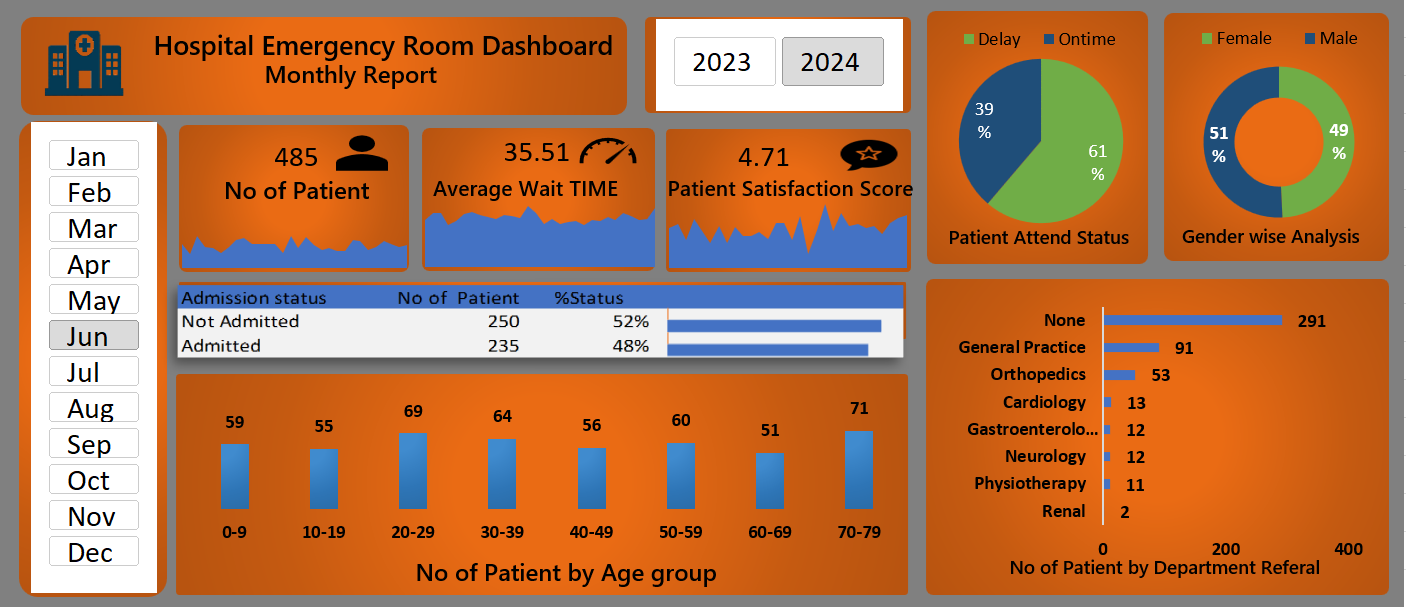 Hospital Emergency Room Dashboard
Monthly Report
2023
2024
Jan
Feb
Mar
Apr
May
Jun
Jul
Aug
Sep
Oct
Nov
Dec
485
No of Patient
35.51
Average Wait TIME
4.71
Patient Satisfaction Score
Delay Ontime
39
%
61
%
Patient Attend Status
Female Male
51
%
49
%
Gender wise Analysis
Admission status No of Patient %Status
Not Admitted 250 52%
Admitted 235 48%
59 55 69 64 56 60 51 71
0-9 10-19 20-29 30-39 40-49 50-59 60-69 70-79
No of Patient by Age group
None 291
General Practice 91
Orthopedics 53
Cardiology 13
Gastroenterolo... 12
Neurology 12
Physiotherapy 11
Renal 2
0 200 400
No of Patient by Department Referal